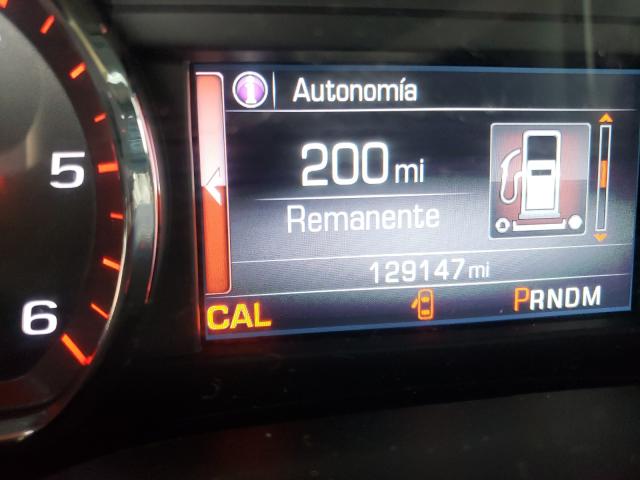 Autonomía
200 mi
Remanente
129147 mi
CAL
PRNDM
5
6